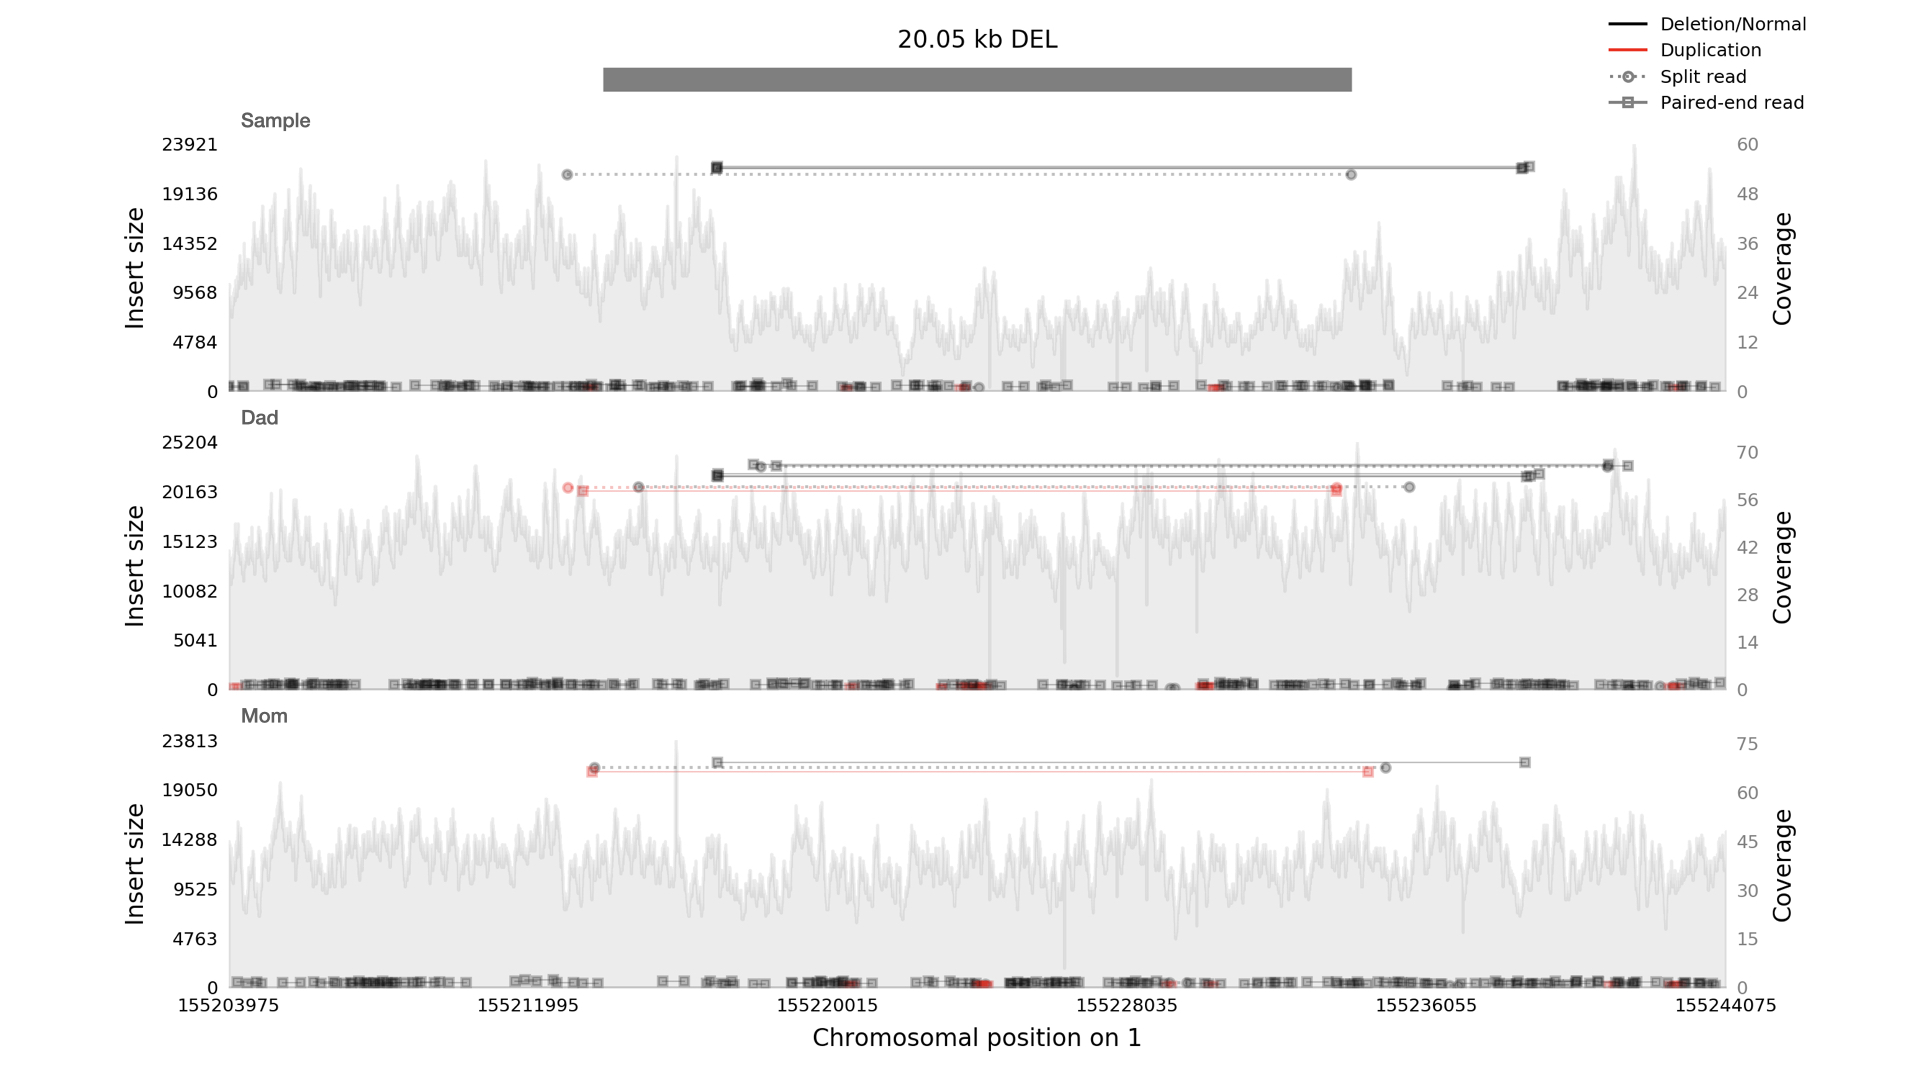 20.05 kb DEL
Deletion/Normal
Duplication
Split read
Paired-end read
Sample
23921
19136
14352
9568
4784
0
Insert size
60
48
36
24
12
0
Coverage
Dad
25204
20163
15123
10082
5041
0
Insert size
70
56
42
28
14
0
Coverage
Mom
23813
19050
14288
9525
4763
0
Insert size
75
60
45
30
15
0
Coverage
155203975 155211995 155220015 155228035 155236055 155244075
Chromosomal position on 1